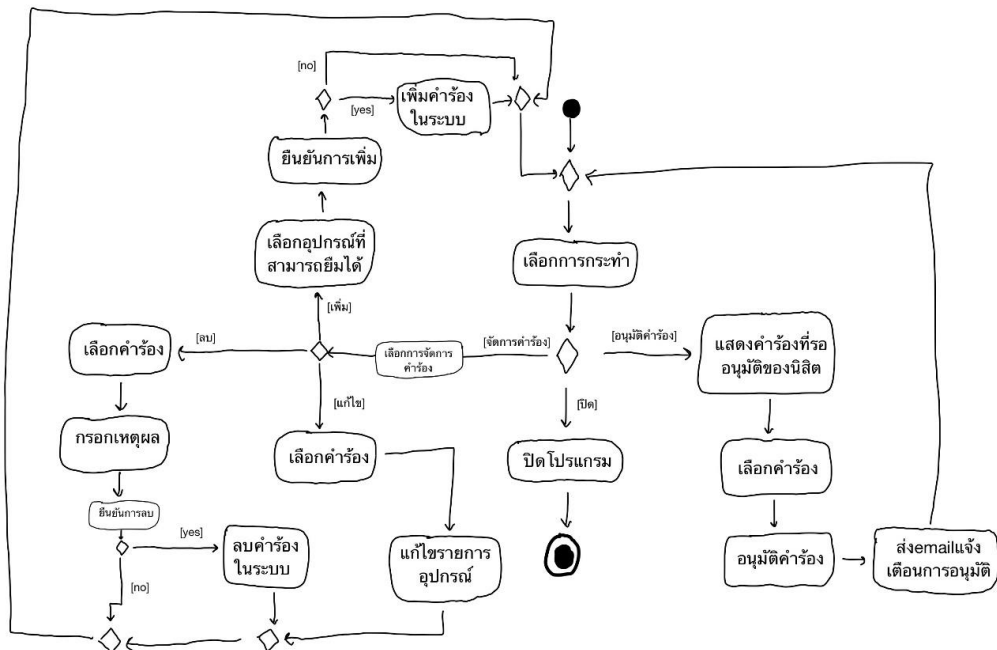 [no]
[yes]
เพิ่มคำร้อง
ในระบบ
ยืนยันการเพิ่ม
เลือกอุปกรณ์ที่
สามารถยืมได้
[เพิ่ม]
เลือกการกระทำ
[ลบ]
เลือกคำร้อง
เลือกการจัดการ
คำร้อง
[จัดการคำร้อง]
[อนุมัติคำร้อง]
แสดงคำร้องที่รอ
อนุมัติของนิสิต
[แก้ไข]
[ปิด]
กรอกเหตุผล
เลือกคำร้อง
ปิดโปรแกรม
เลือกคำร้อง
ยืนยันการลบ
[yes]
ลบคำร้อง
ในระบบ
[no]
แก้ไขรายการ
อุปกรณ์
อนุมัติคำร้อง
ส่งemailแจ้ง
เตือนการอนุมัติ